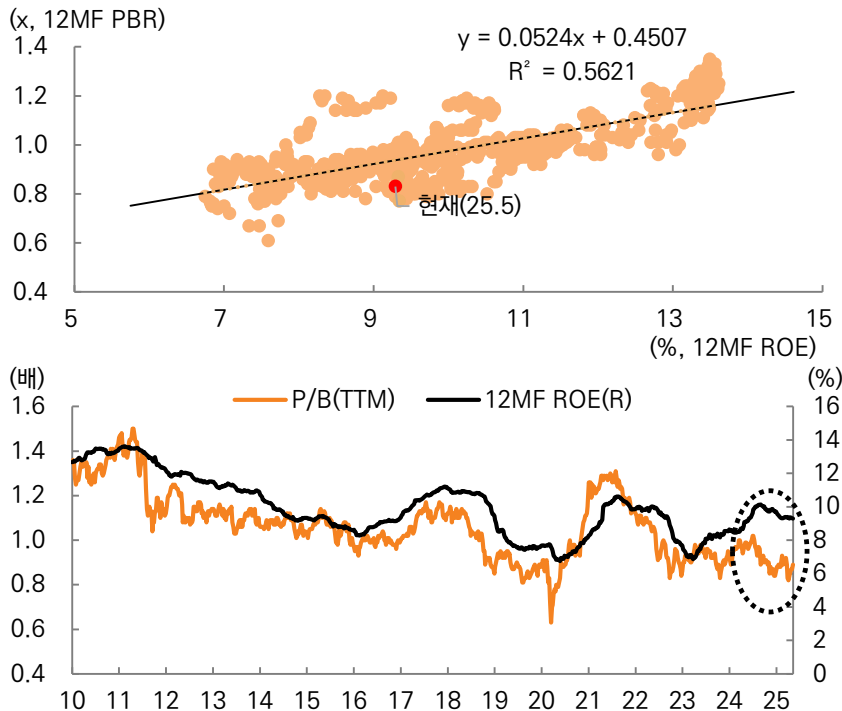 (x, 12MF PBR)
y = 0.0524x + 0.4507
R² = 0.5621
1.4
1.2
1.0
0.8
0.6
0.4
현재(25.5)
5 7 9 11 13 15
(%, 12MF ROE)
(배) (%)
P/B(TTM) 12MF ROE(R)
1.6 16
1.4 14
1.2 12
1.0 10
0.8 8
0.6 6
0.4 4
2
0
10 11 12 13 14 15 16 17 18 19 20 21 22 23 24 25